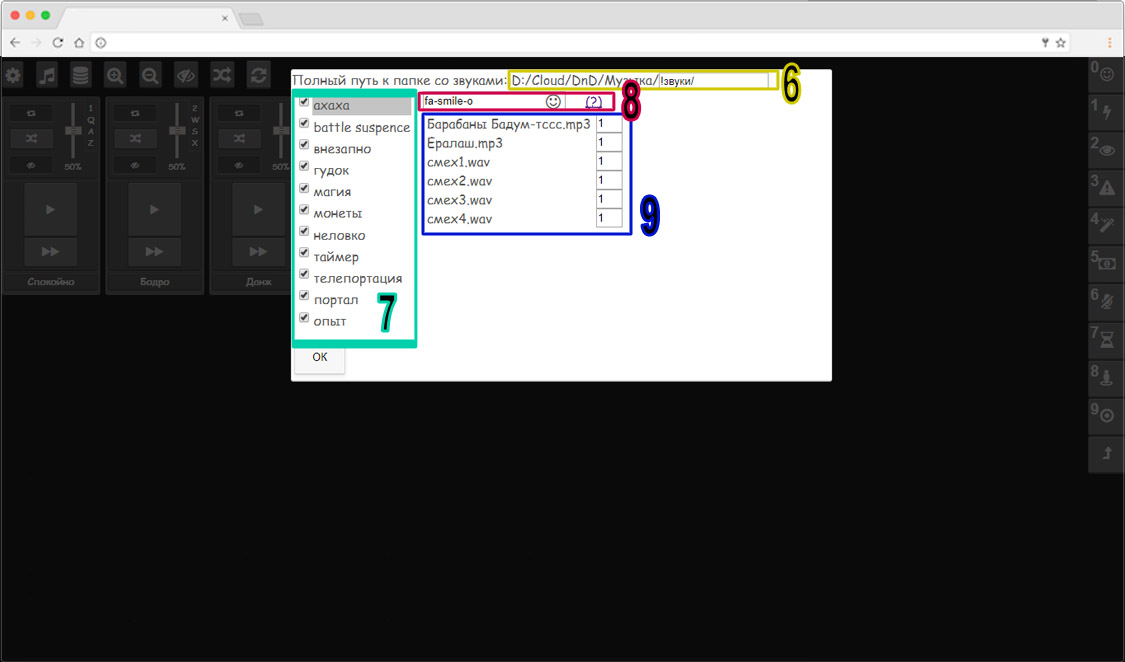 Полный путь к папке со звуками: D:/Cloud/DnD/Музыка/!звуки/
6
ахаха
battle suspence
внезапно
гудок
магия
монеты
неловко
таймер
телепортация
портал
опыт
7
OK
fa-smile-o
(?)
8
Барабаны Бадум-тссс.mp3 1
Ералаш.mp3 1
смех1.wav 1
смех2.wav 1
смех3.wav 1
смех4.wav 1
9
1
Q
A
Z
50%
Спокойно
2
W
S
X
50%
Бодро
50%
Данж
0
1
2
3
4
5
6
7
8
9